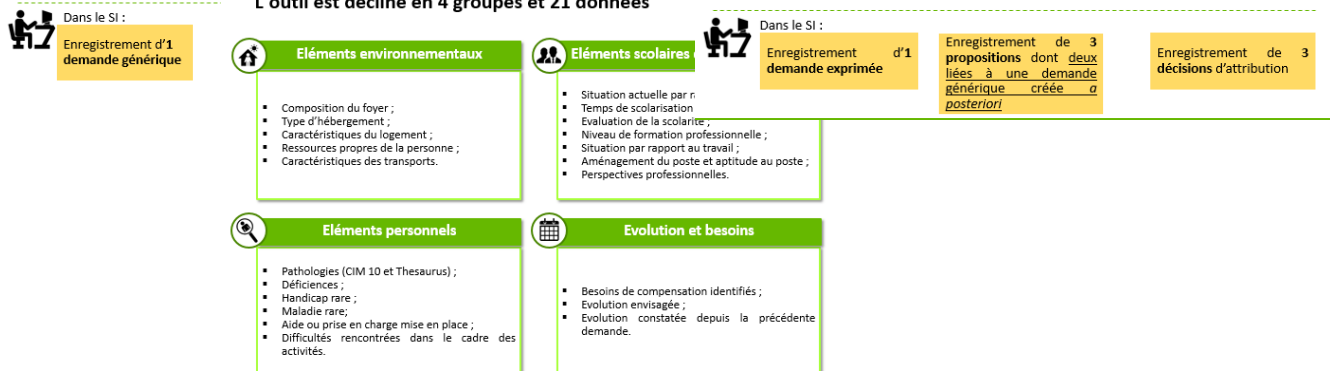 L'outil est décliné en 4 groupes et 21 données
Dans le SI :
Enregistrement d'1
demande générique
Dans le SI :
Enregistrement d'1
demande exprimée
Enregistrement de 3
propositions dont deux
liées à une demande
générique créée a
posteriori
Enregistrement de 3
décisions d'attribution
Eléments environnementaux
Composition du foyer ;
Type d'hébergement ;
Caractéristiques du logement ;
Ressources propres de la personne ;
Caractéristiques des transports.
Eléments scolaires
Situation actuelle par
Temps de scolarisation
Evaluation de la scolarité ;
Niveau de formation professionnelle ;
Situation par rapport au travail ;
Aménagement du poste et aptitude au poste ;
Perspectives professionnelles.
Eléments personnels
Pathologies (CIM 10 et Thesaurus) ;
Déficiences ;
Handicap rare ;
Maladie rare;
Aide ou prise en charge mise en place ;
Difficultés rencontrées dans le cadre des
activités.
Evolution et besoins
Besoins de compensation identifiés ;
Evolution envisagée ;
Evolution constatée depuis la précédente
demande.